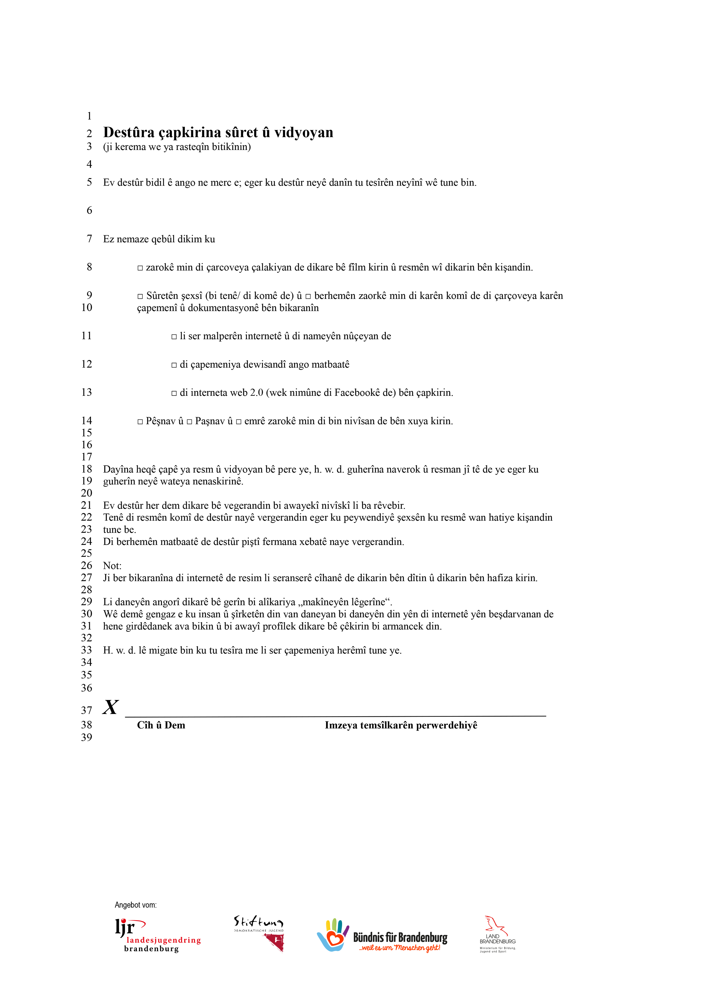 1
2 Destûra çapkirina sûret û vidyoyan
3 (ji kerema we ya rasteqîn bitikînin)
4
5 Ev destûr bidil ê ango ne merc e; eger ku destûr neyê danîn tu tesîrên neyînî wê tune bin.
6
7 Ez nemaze qebûl dikim ku
8 □ zarokê min di çarcoveya çalakiyan de dikare bê fîlm kirin û resmên wî dikarin bên kişandin.
9 □ Sûretên şexsî (bi tenê/ di komê de) û □ berhemên zaorkê min di karên komî de di çarçoveya karên
10 çapemenî û dokumentasyonê bên bikaranîn
11 □ li ser malperên internetê û di nameyên nûçeyan de
12 □ di çapemeniya dewisandî ango matbaatê
13 □ di interneta web 2.0 (wek nimûne di Facebookê de) bên çapkirin.
14 □ Pêşnav û □ Paşnav û □ emrê zarokê min di bin nivîsan de bên xuya kirin.
15
16
17
18 Dayîna heqê çapê ya resm û vidyoyan bê pere ye, h. w. d. guherîna naverok û resman jî tê de ye eger ku
19 guherîn neyê wateya nenaskirinê.
20
21 Ev destûr her dem dikare bê vegerandin bi awayekî nivîskî li ba rêvebir.
22 Tenê di resmên komî de destûr nayê vergerandin eger ku peywendiyê şexsên ku resmê wan hatiye kişandin
23 tune be.
24 Di berhemên matbaatê de destûr piştî fermana xebatê naye vergerandin.
25
26 Not:
27 Ji ber bikaranîna di internetê de resim li seranserê cîhanê de dikarin bên dîtin û dikarin bên hafiza kirin.
28
29 Li daneyên angorî dikarê bê gerîn bi alîkariya „makîneyên lêgerîne“.
30 Wê demê gengaz e ku insan û şîrketên din van daneyan bi daneyên din yên di internetê yên beşdarvanan de
31 hene girdêdanek ava bikin û bi awayî profîlek dikare bê çêkirin bi armancek din.
32
33 H. w. d. lê migate bin ku tu tesîra me li ser çapemeniya herêmî tune ye.
34
35
36
37 X
38 Cîh û Dem Imzeya temsîlkarên perwerdehiyê
39
Angebot vom:
ljr
landesjugendring
brandenburg
Stiftung
DEMOKRATISCHE JUGEND
Bündnis für Brandenburg
...weil es um Menschen geht!
LAND
BRANDENBURG
Ministerium für Bildung,
Jugend und Sport